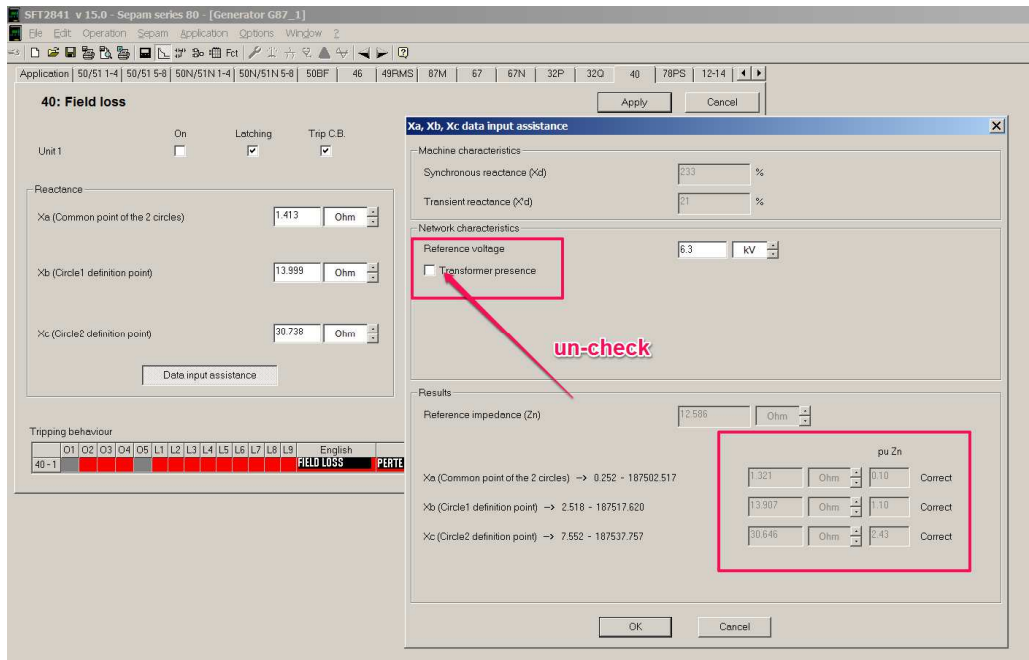 SFT2841 v 15.0 - Sepam series 80 - [Generator G87_1]
File Edit Operation Sepam Application Options Window ?
Fct
Application 50/51 1-4 50/51 5-8 50N/51N 1-4 50N/51N 5-8 50BF 46 49RMS 87M 67 67N 32P 32Q 40 78PS 12-14
40: Field loss
Apply Cancel
On Latching Trip C.B.
Unit 1
Reactance
Xa (Common point of the 2 circles) 1.413 Ohm
Xb (Circle1 definition point) 13.999 Ohm
Xc (Circle2 definition point) 30.738 Ohm
Data input assistance
Tripping behaviour
O1 O2 O3 O4 O5 L1 L2 L3 L4 L5 L6 L7 L8 L9 English
40 - 1 FIELD LOSS PERTE
Xa, Xb, Xc data input assistance
Machine characteristics
Synchronous reactance (Xd) 233 %
Transient reactance (X'd) 21 %
Network characteristics
Reference voltage 6.3 kV
Transformer presence
un-check
Results
Reference impedance (Zn) 12.586 Ohm
pu Zn
Xa (Common point of the 2 circles) --> 0.252 - 187502.517 1.321 Ohm 0.10 Correct
Xb (Circle1 definition point) --> 2.518 - 187517.620 13.907 Ohm 1.10 Correct
Xc (Circle2 definition point) --> 7.552 - 187537.757 30.646 Ohm 2.43 Correct
OK Cancel